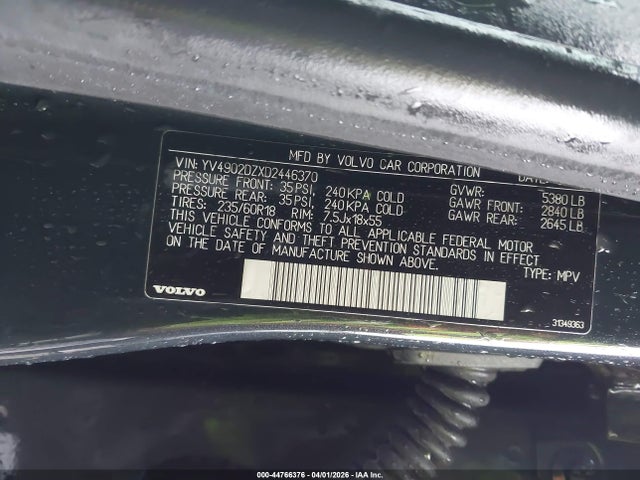 MFD BY VOLVO CAR CORPORATION
VIN: YV4902DZXD2446370
PRESSURE FRONT: 35 PSI, 240 KPA COLD
PRESSURE REAR: 35 PSI, 240 KPA COLD
TIRES: 235/60R18 RIM: 7.5Jx18x55
GVWR: 5380 LB
GAWR FRONT: 2840 LB
GAWR REAR: 2645 LB
THIS VEHICLE CONFORMS TO ALL APPLICABLE FEDERAL MOTOR
VEHICLE SAFETY AND THEFT PREVENTION STANDARDS IN EFFECT
ON THE DATE OF MANUFACTURE SHOWN ABOVE.
TYPE: MPV
VOLVO
31349363
000-44766376 - 04/01/2026 - IAA Inc.